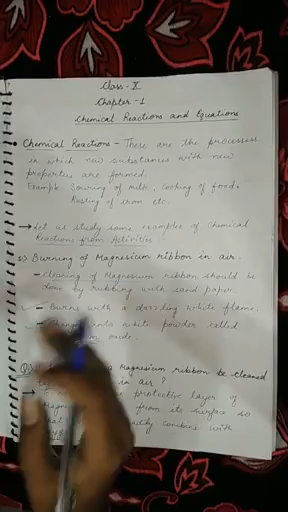 Class - X
Chapter - 1
Chemical Reactions and Equations
Chemical Reactions - These are the processes
in which new substances with new
properties are formed.
Example: Souring of milk, Cooking of food,
Rusting of iron etc
→ Let us study some examples of Chemical
Reactions from Activities
1) Burning of Magnesium ribbon in air.
- Cleaning of Magnesium ribbon should be
done by rubbing with sand paper
- Burns with a dazzling white flame
- Changes into white powder called
oxide.
Magnesium ribbon be cleaned
in air ?
→ protective layer of
from its surface so
combine with